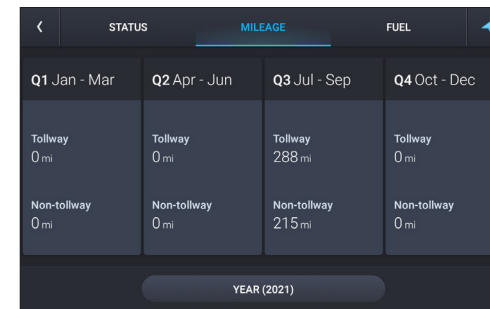 STATUS MILEAGE FUEL
Q1 Jan - Mar Q2 Apr - Jun Q3 Jul - Sep Q4 Oct - Dec
Tollway Tollway Tollway Tollway
0 mi 0 mi 288 mi 0 mi
Non-tollway Non-tollway Non-tollway Non-tollway
0 mi 0 mi 215 mi 0 mi
YEAR (2021)